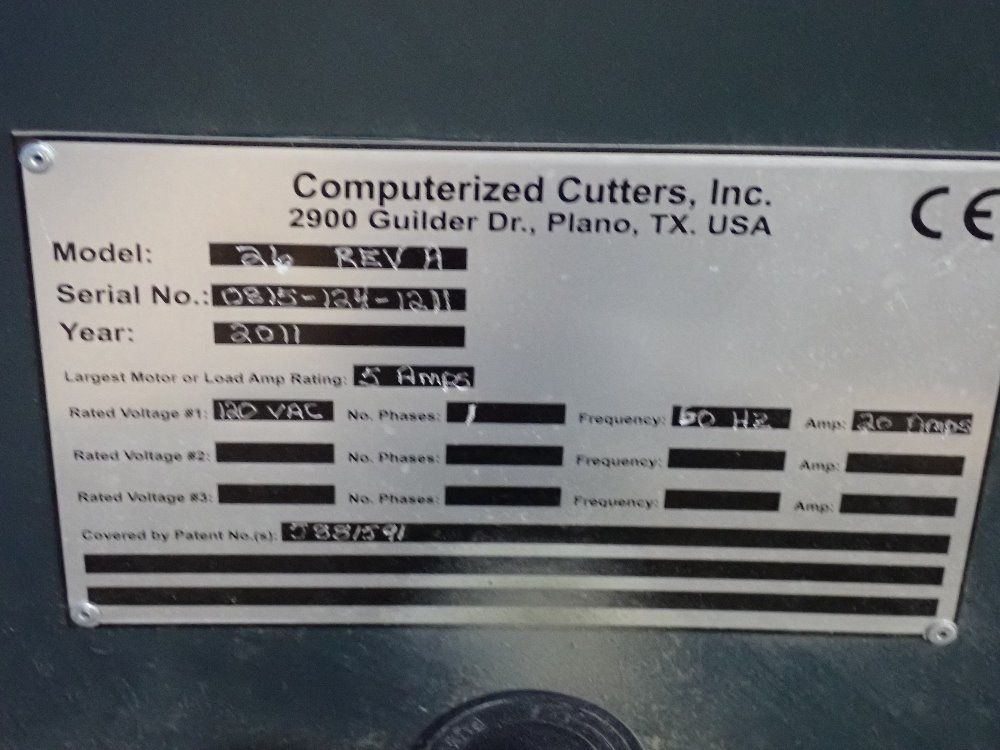 Computerized Cutters, Inc.
2900 Guilder Dr., Plano, TX. USA
CE
Model: 26 REV A
Serial No.: 0815-124-1211
Year: 2011
Largest Motor or Load Amp Rating: 5 Amps
Rated Voltage #1: 120 VAC No. Phases: 1 Frequency: 60 HZ Amp: 20 Amps
Rated Voltage #2: No. Phases: Frequency: Amp:
Rated Voltage #3: No. Phases: Frequency: Amp:
Covered by Patent No.(s): 5881591